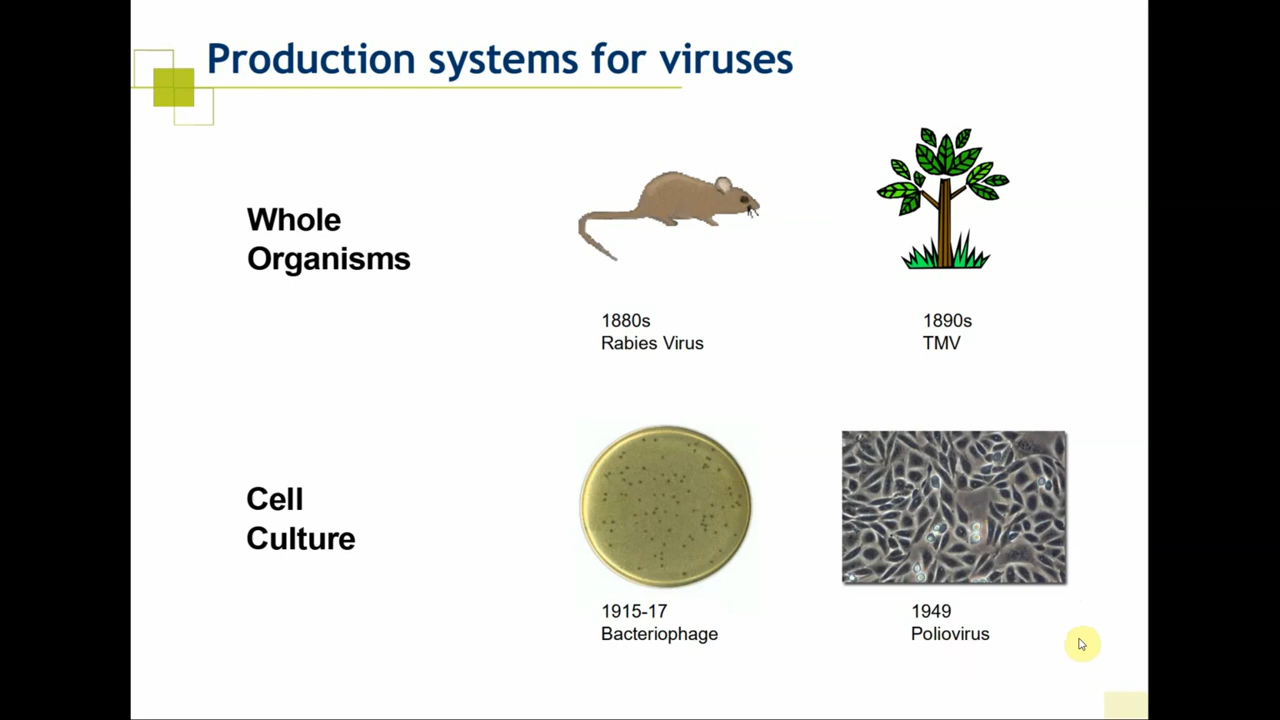 Production systems for viruses
Whole
Organisms
1880s
Rabies Virus
1890s
TMV
Cell
Culture
1915-17
Bacteriophage
1949
Poliovirus